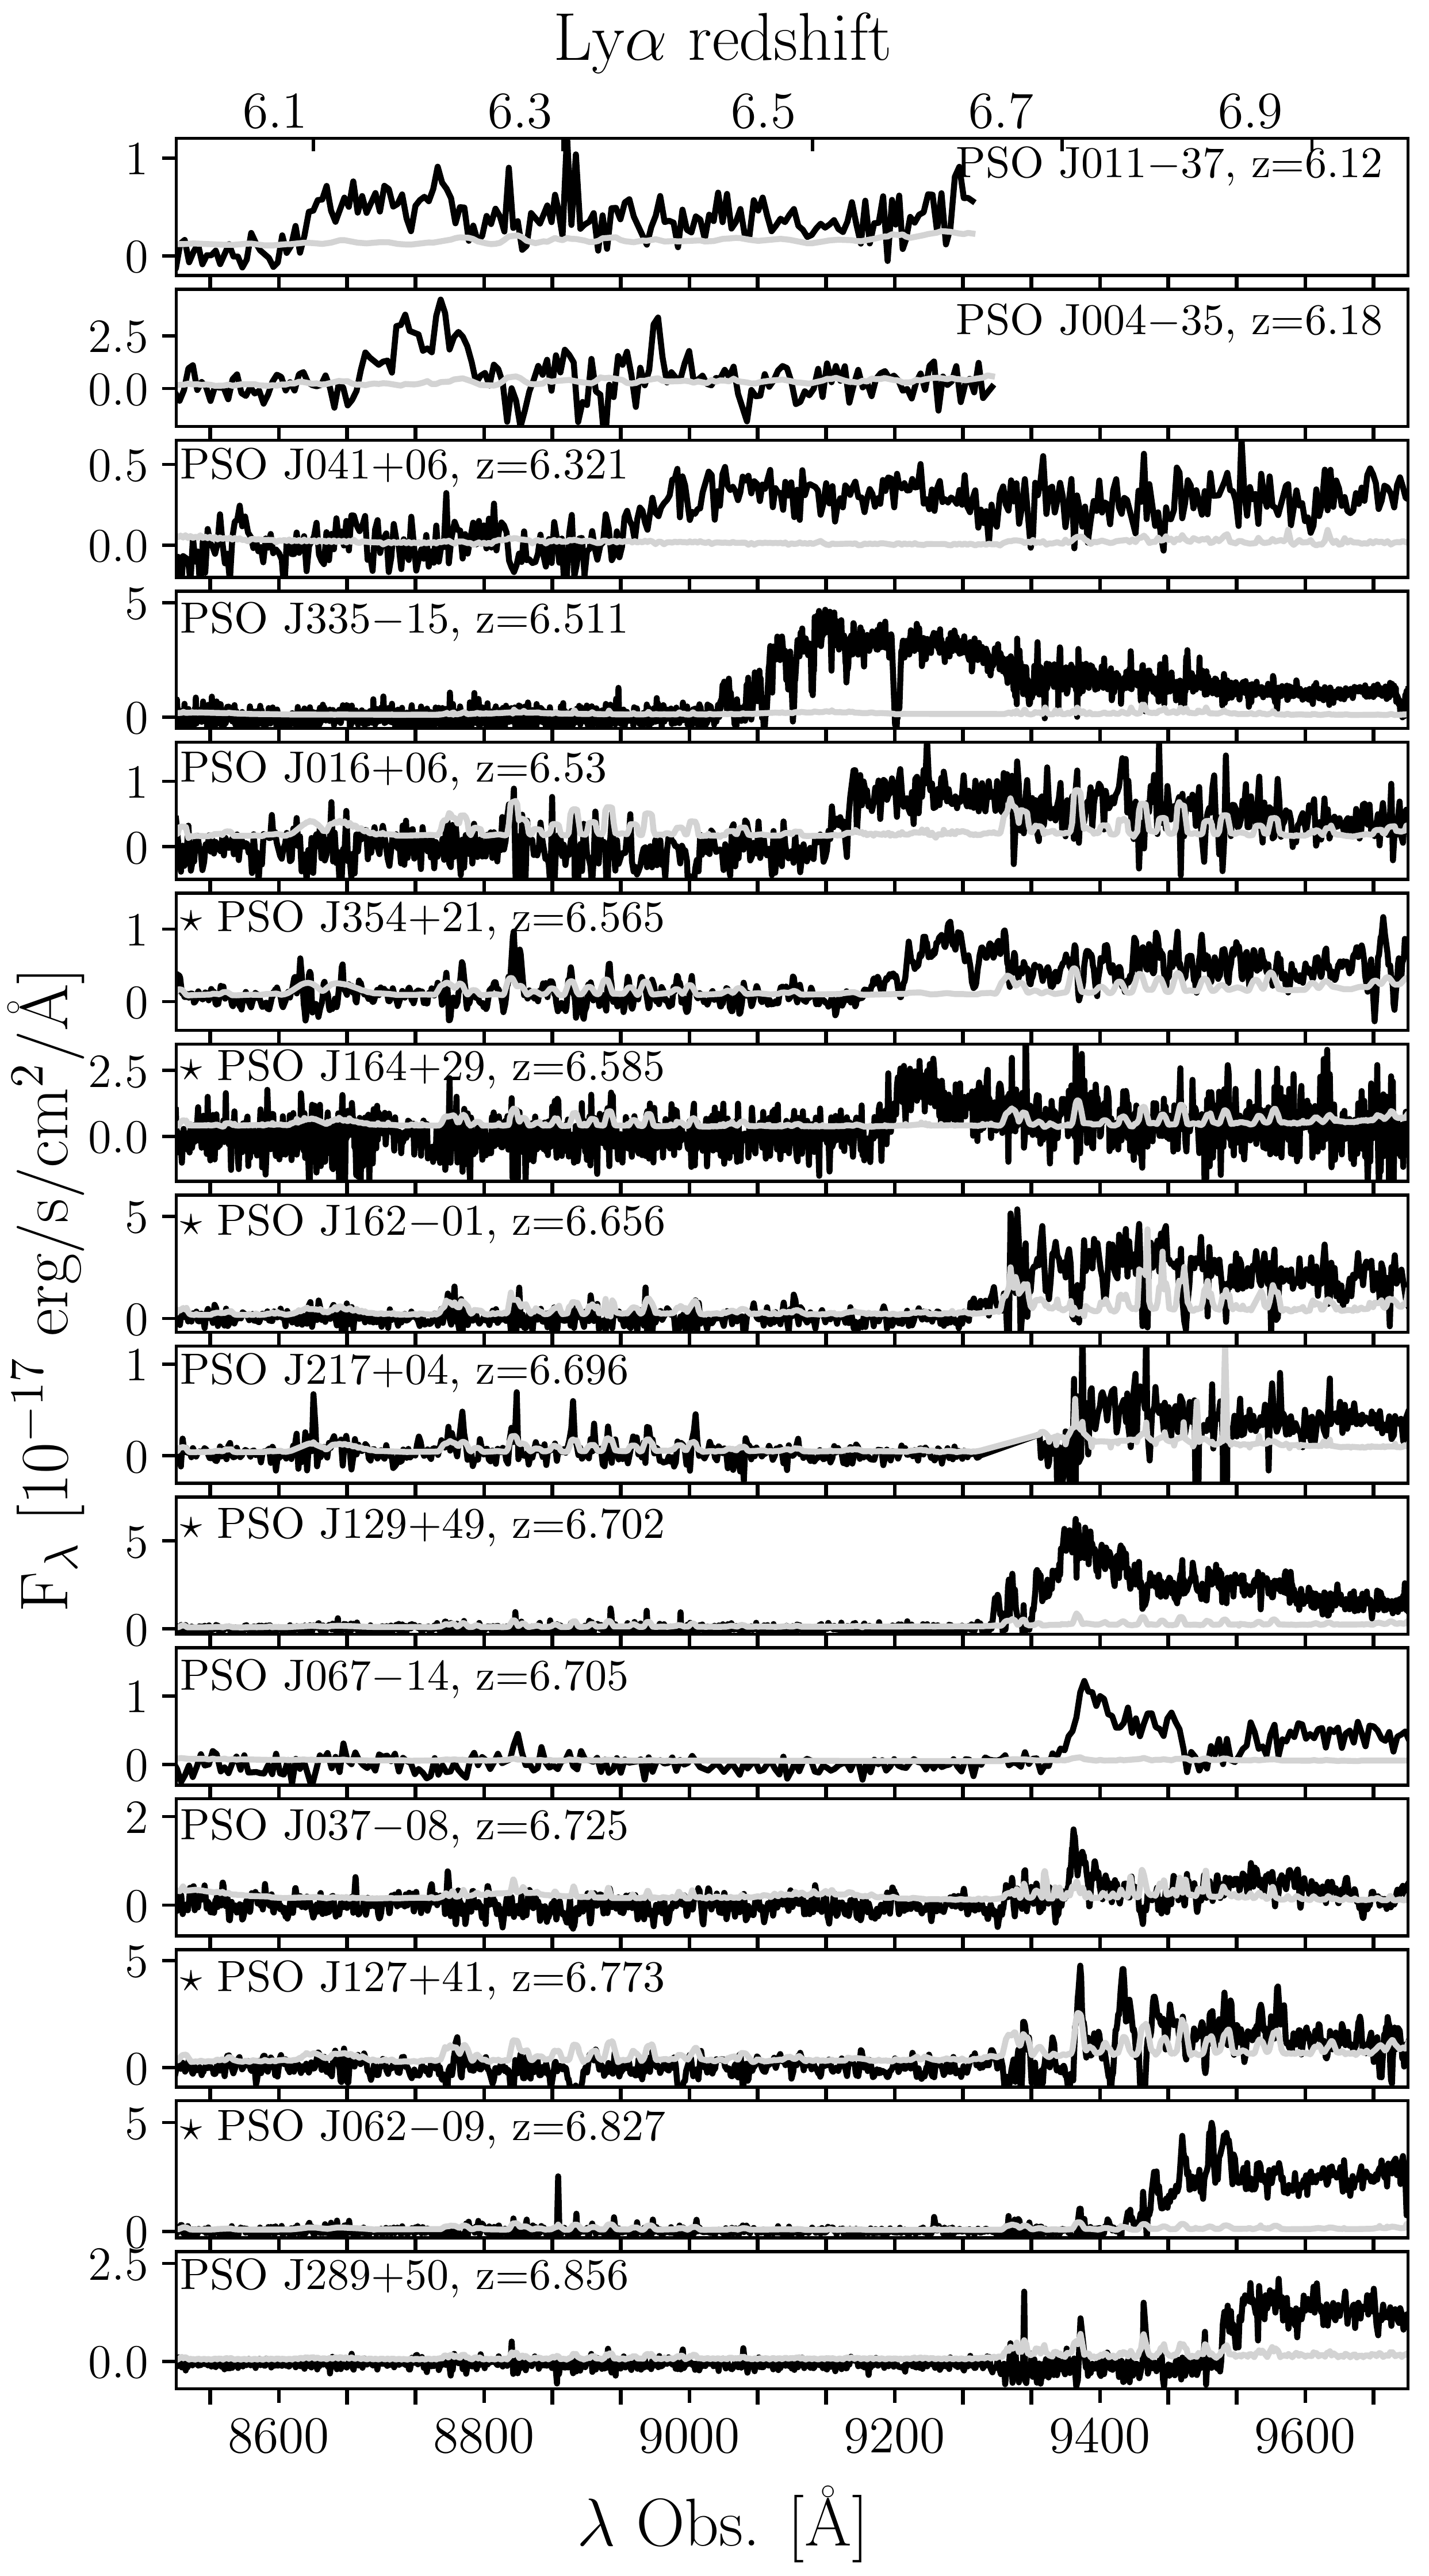 Lyα redshift
6.1 6.3 6.5 6.7 6.9
PSO J011−37, z=6.12
1
0
PSO J004−35, z=6.18
2.5
0.0
PSO J041+06, z=6.321
0.5
0.0
PSO J335−15, z=6.511
5
0
PSO J016+06, z=6.53
1
0
⋆ PSO J354+21, z=6.565
1
0
⋆ PSO J164+29, z=6.585
2.5
0.0
⋆ PSO J162−01, z=6.656
5
0
PSO J217+04, z=6.696
1
0
⋆ PSO J129+49, z=6.702
5
0
PSO J067−14, z=6.705
1
0
PSO J037−08, z=6.725
2
0
⋆ PSO J127+41, z=6.773
5
0
⋆ PSO J062−09, z=6.827
5
0
PSO J289+50, z=6.856
2.5
0.0
F_λ [10^−17 erg/s/cm^2/Å]
8600 8800 9000 9200 9400 9600
λ Obs. [Å]